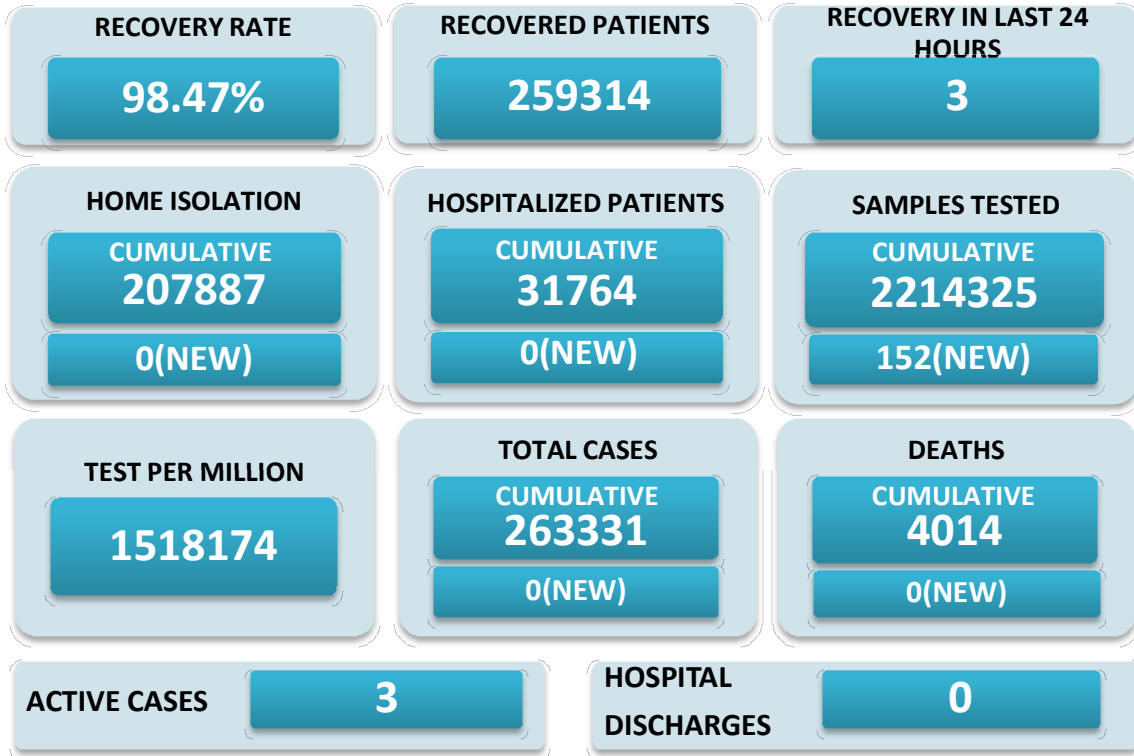 RECOVERY RATE
98.47%
RECOVERED PATIENTS
259314
RECOVERY IN LAST 24
HOURS
3
HOME ISOLATION
CUMULATIVE
207887
0(NEW)
HOSPITALIZED PATIENTS
CUMULATIVE
31764
0(NEW)
SAMPLES TESTED
CUMULATIVE
2214325
152(NEW)
TEST PER MILLION
1518174
TOTAL CASES
CUMULATIVE
263331
0(NEW)
DEATHS
CUMULATIVE
4014
0(NEW)
ACTIVE CASES
3
HOSPITAL
DISCHARGES
0